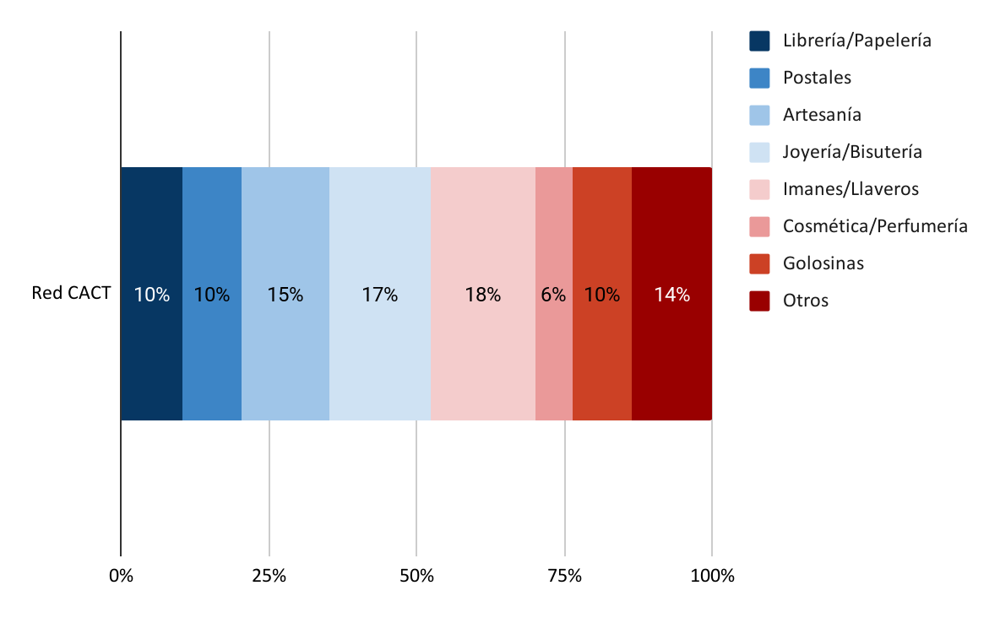 Librería/Papelería
Postales
Artesanía
Joyería/Bisutería
Imanes/Llaveros
Cosmética/Perfumería
Golosinas
Otros
Red CACT
10%
10%
15%
17%
18%
6%
10%
14%
0%
25%
50%
75%
100%